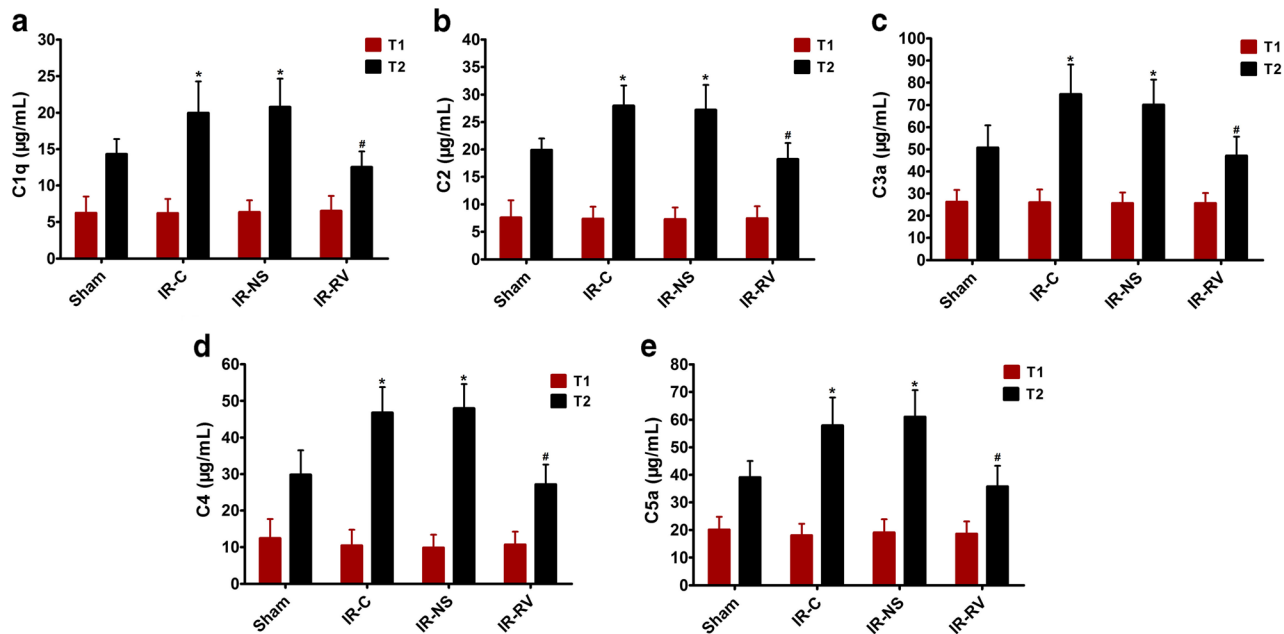 a
C1q (µg/mL)
30
25
20
15
10
5
0
T1
T2
*
*
#
Sham
IR-C
IR-NS
IR-RV
b
C2 (µg/mL)
40
35
30
25
20
15
10
5
0
T1
T2
*
*
#
Sham
IR-C
IR-NS
IR-RV
c
C3a (µg/mL)
100
90
80
70
60
50
40
30
20
10
0
T1
T2
*
*
#
Sham
IR-C
IR-NS
IR-RV
d
C4 (µg/mL)
60
50
40
30
20
10
0
T1
T2
*
*
#
Sham
IR-C
IR-NS
IR-RV
e
C5a (µg/mL)
80
70
60
50
40
30
20
10
0
T1
T2
*
*
#
Sham
IR-C
IR-NS
IR-RV